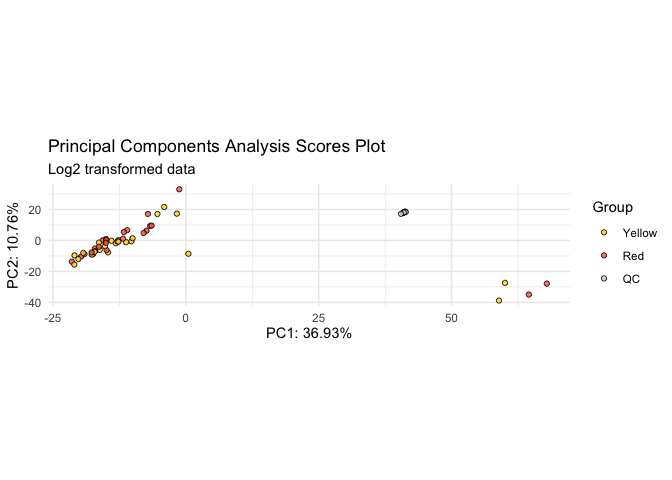 Principal Components Analysis Scores Plot
Log2 transformed data
PC2: 10.76%
20
0
-20
-40
-25
0
25
50
PC1: 36.93%
Group
Yellow
Red
QC